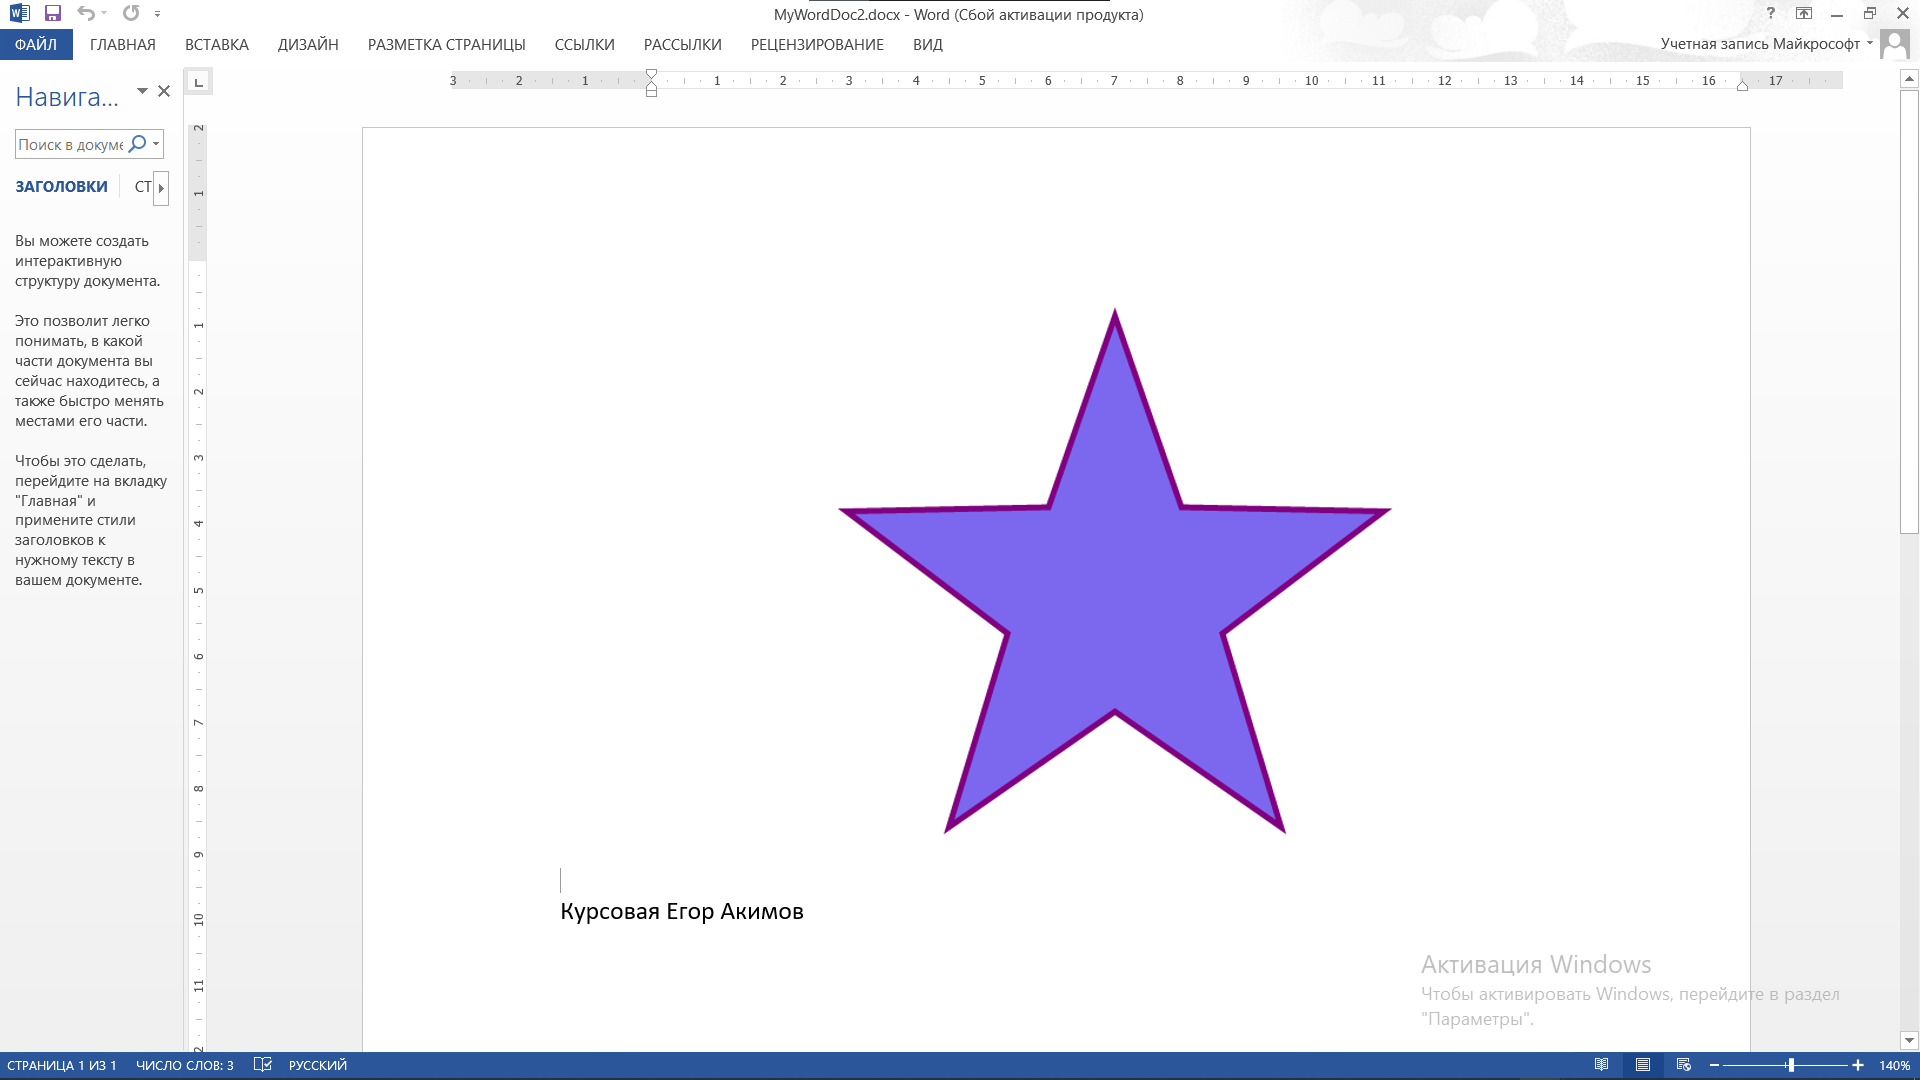 MyWordDoc2.docx - Word (Сбой активации продукта)
?
ФАЙЛ ГЛАВНАЯ ВСТАВКА ДИЗАЙН РАЗМЕТКА СТРАНИЦЫ ССЫЛКИ РАССЫЛКИ РЕЦЕНЗИРОВАНИЕ ВИД
Учетная запись Майкрософт
3 2 1 1 2 3 4 5 6 7 8 9 10 11 12 13 14 15 16 17
Навига...
Поиск в докуме
ЗАГОЛОВКИ СТ
Вы можете создать
интерактивную
структуру документа.
Это позволит легко
понимать, в какой
части документа вы
сейчас находитесь, а
также быстро менять
местами его части.
Чтобы это сделать,
перейдите на вкладку
"Главная" и
примените стили
заголовков к
нужному тексту в
вашем документе.
2
1
1
2
3
4
5
6
7
8
9
10
11
2
Курсовая Егор Акимов
Активация Windows
Чтобы активировать Windows, перейдите в раздел
"Параметры".
СТРАНИЦА 1 ИЗ 1 ЧИСЛО СЛОВ: 3 РУССКИЙ
140%